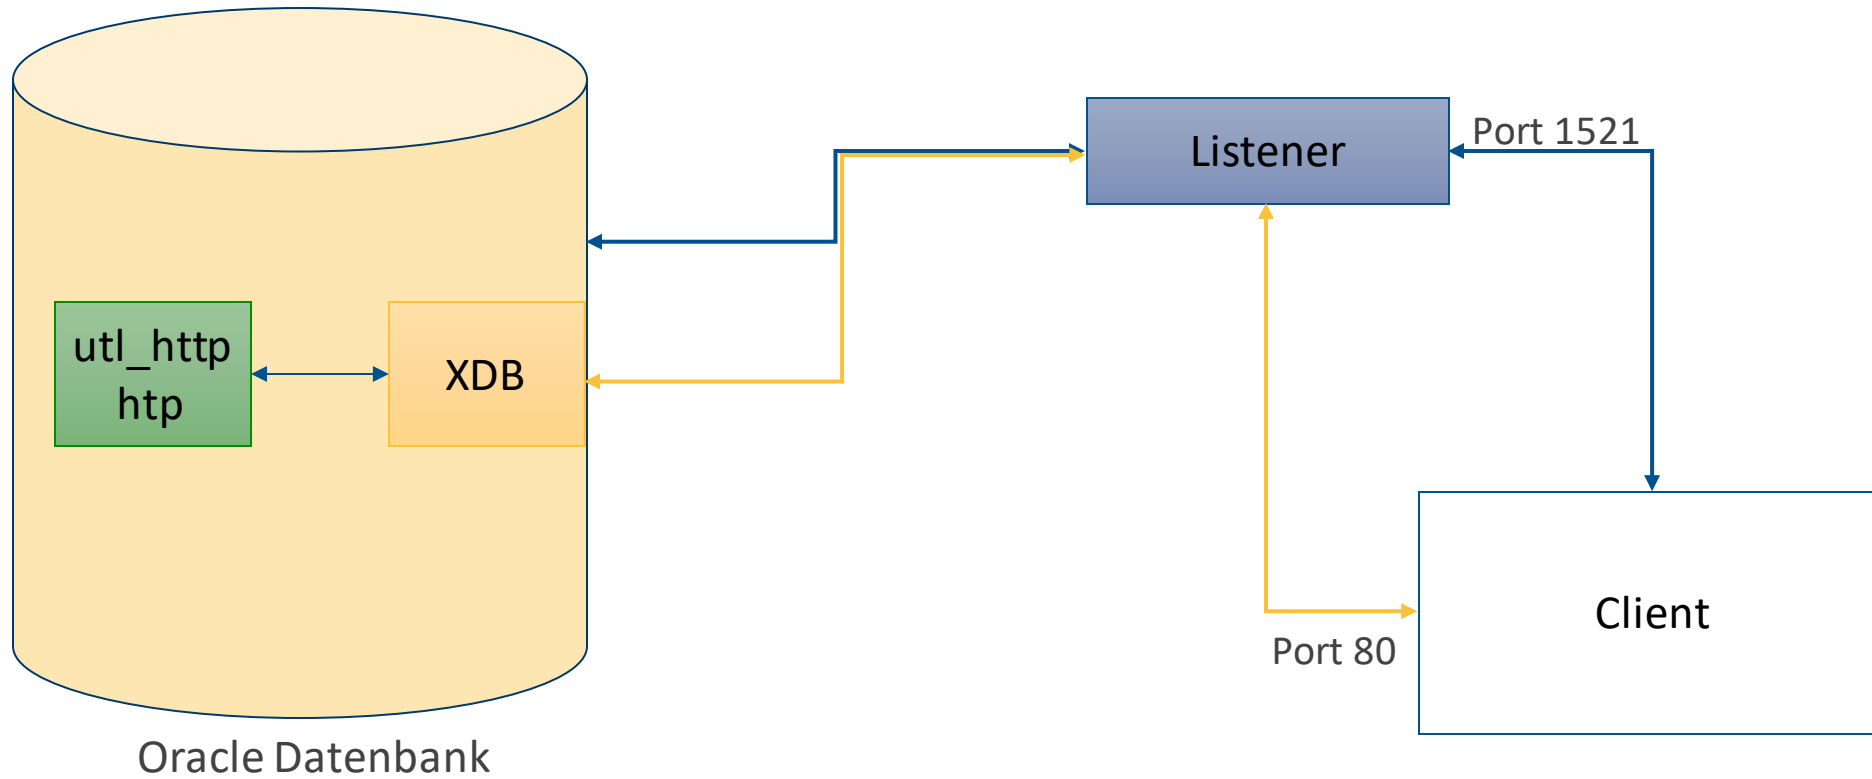 Listener
Port 1521
utl_http
htp
XDB
Client
Port 80
Oracle Datenbank